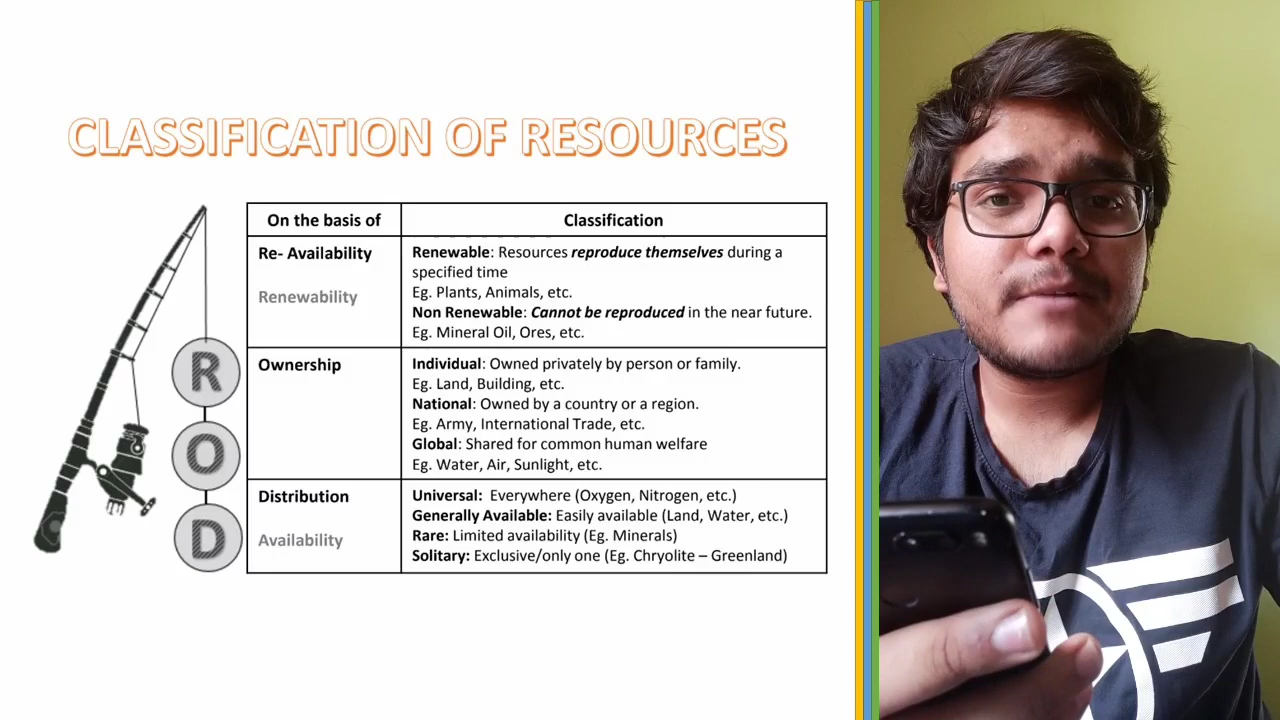 CLASSIFICATION OF RESOURCES
On the basis of
Classification
Re- Availability
Renewability
Renewable: Resources reproduce themselves during a
specified time
Eg. Plants, Animals, etc.
Non Renewable: Cannot be reproduced in the near future.
Eg. Mineral Oil, Ores, etc.
R
Ownership
Individual: Owned privately by person or family.
Eg. Land, Building, etc.
National: Owned by a country or a region.
Eg. Army, International Trade, etc.
Global: Shared for common human welfare
Eg. Water, Air, Sunlight, etc.
O
Distribution
Availability
Universal: Everywhere (Oxygen, Nitrogen, etc.)
Generally Available: Easily available (Land, Water, etc.)
Rare: Limited availability (Eg. Minerals)
Solitary: Exclusive/only one (Eg. Chryolite – Greenland)
D